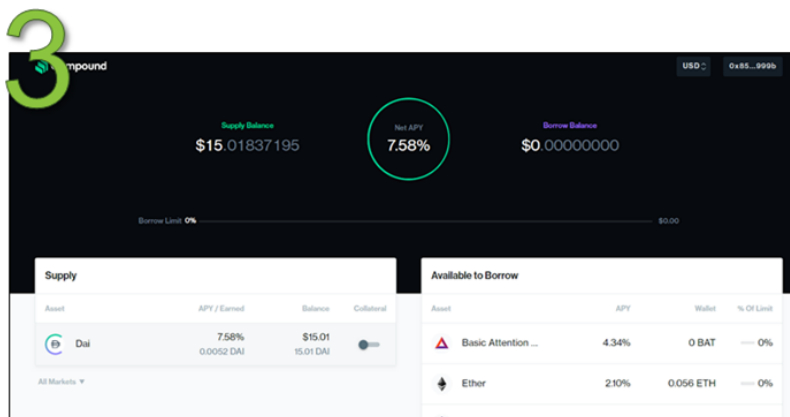 3
mpound
USD
0x85...999b
Supply Balance
Net APY
Borrow Balance
$15.01837195
7.58%
$0.00000000
Borrow Limit 0%
$0.00
Supply
Available to Borrow
Asset APY / Earned Balance Collateral
Asset APY Wallet % Of Limit
Dai 7.58% $15.01
0.0052 DAI 15.01 DAI
Basic Attention ... 4.34% 0 BAT 0%
All Markets ▼
Ether 2.10% 0.056 ETH 0%